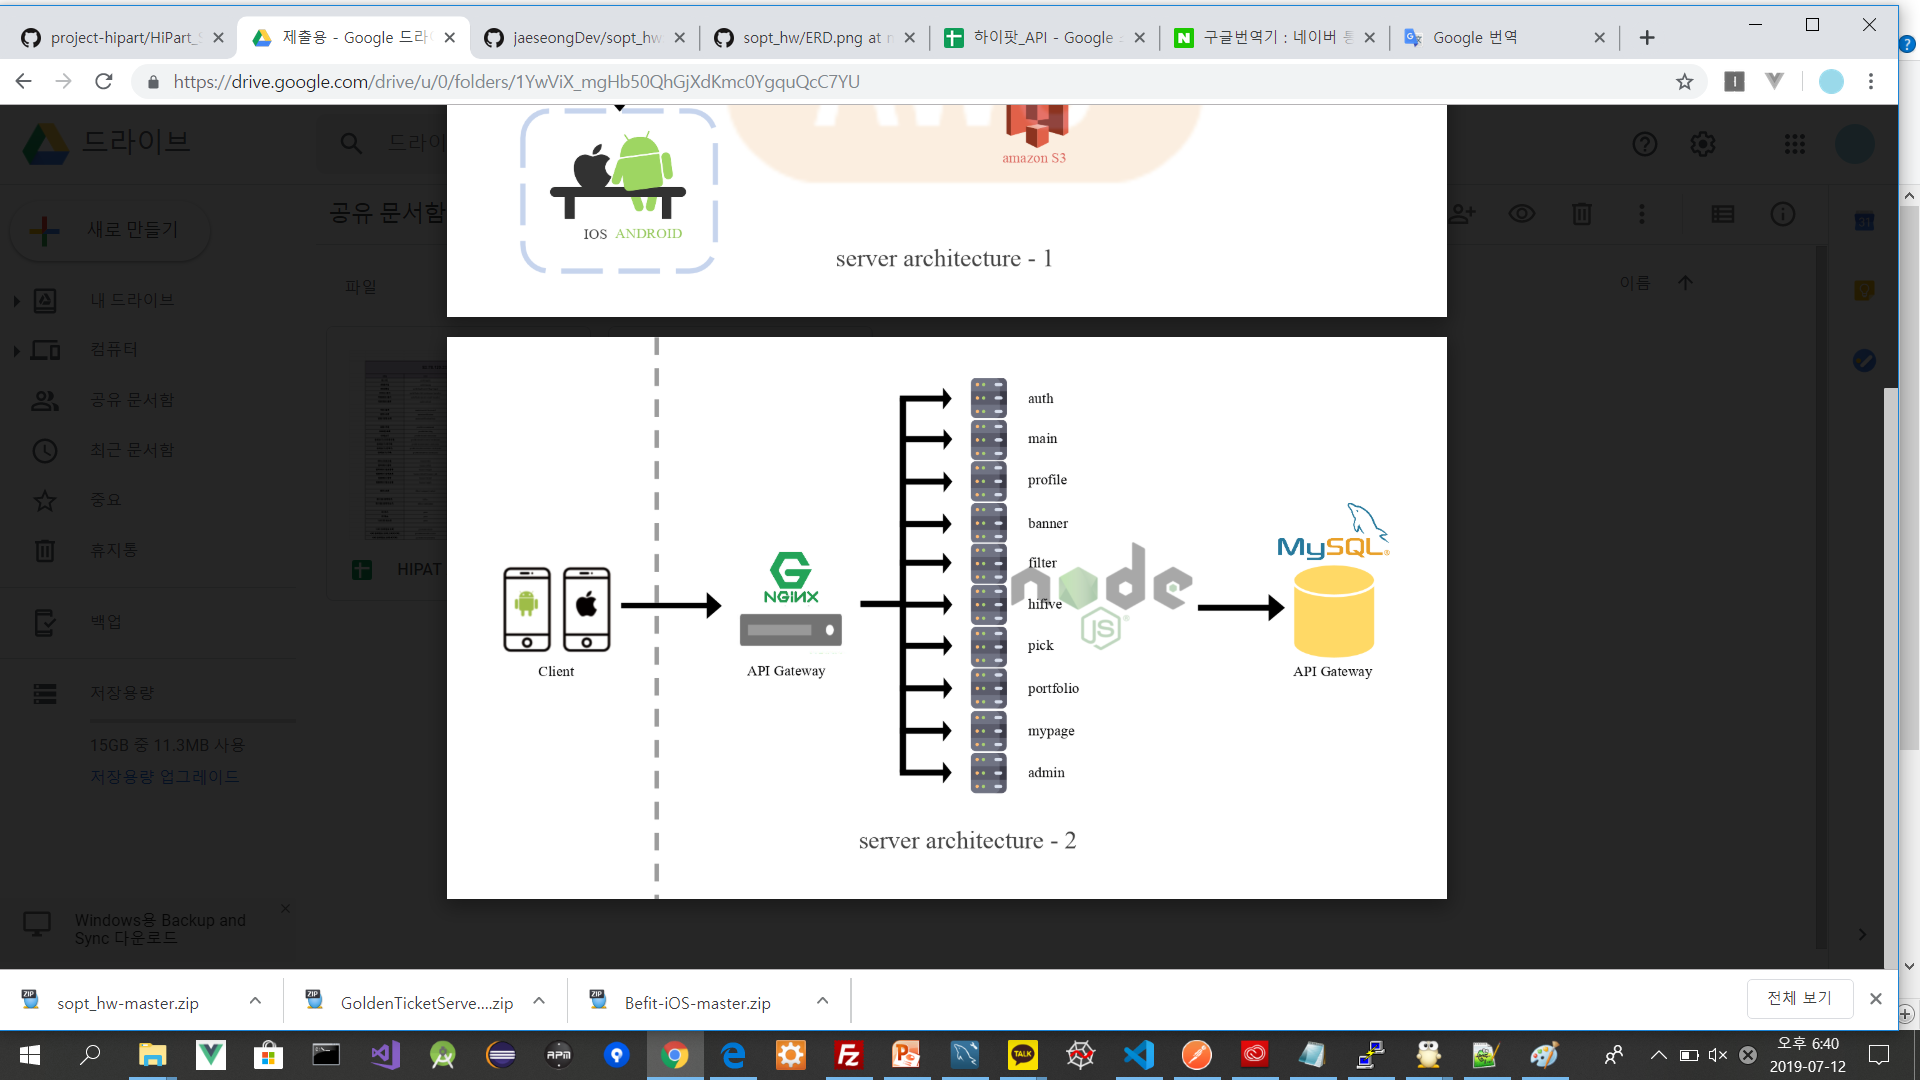 project-hipart/HiPart_S
제출용 - Google 드라이
jaeseongDev/sopt_hw
sopt_hw/ERD.png at m
하이팟_API - Google
구글번역기 : 네이버 통
Google 번역
https://drive.google.com/drive/u/0/folders/1YwViX_mgHb50QhGjXdKmc0YgquQcC7YU
드라이브
드라이
새로 만들기
공유 문서함
파일
이름
내 드라이브
컴퓨터
공유 문서함
최근 문서함
중요
휴지통
백업
저장용량
15GB 중 11.3MB 사용
저장용량 업그레이드
Windows용 Backup and
Sync 다운로드
HIPAT
amazon S3
IOS ANDROID
server architecture - 1
auth
main
profile
banner
filter
hifive
pick
portfolio
mypage
admin
NGINX
node
JS
MySQL
Client
API Gateway
API Gateway
server architecture - 2
sopt_hw-master.zip
GoldenTicketServe....zip
Befit-iOS-master.zip
전체 보기
오후 6:40
2019-07-12